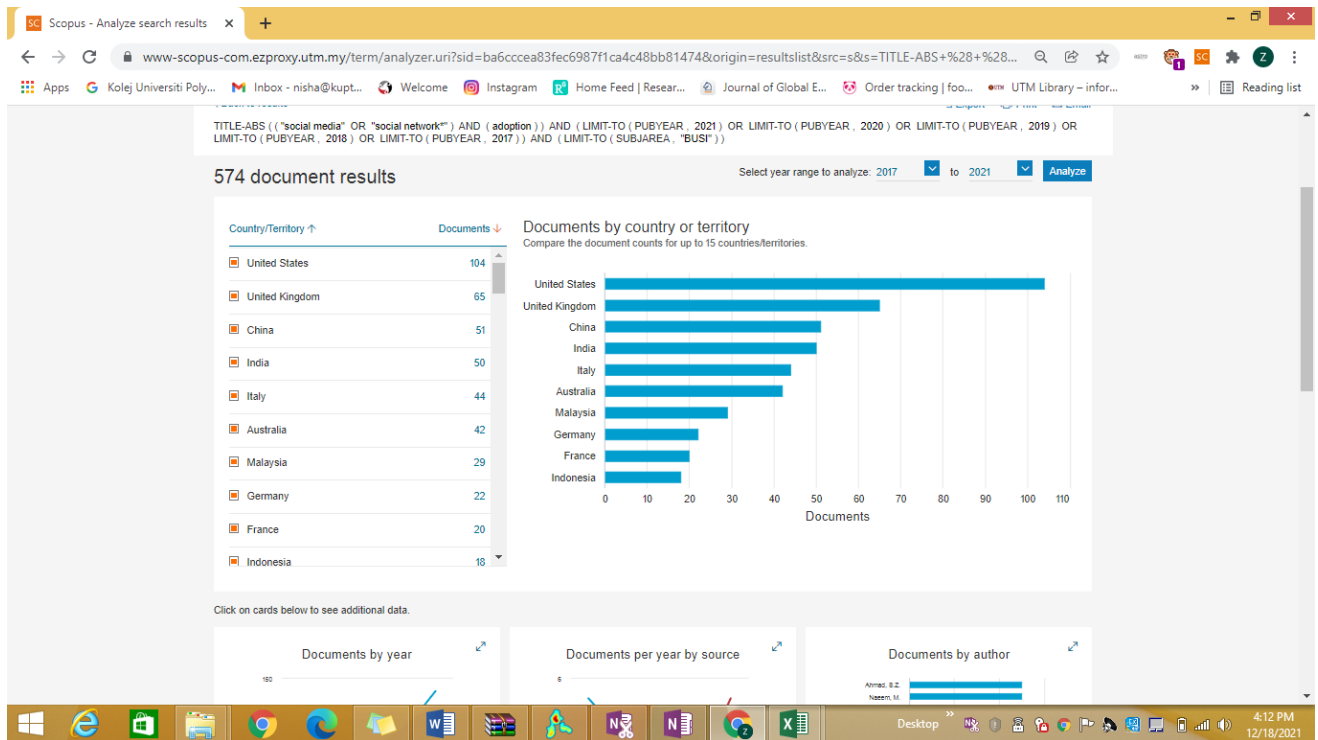 SC Scopus - Analyze search results
www-scopus-com.ezproxy.utm.my/term/analyzer.uri?sid=ba6cccea83fec6987f1ca4c48bb81474&origin=resultslist&src=s&s=TITLE-ABS+%28+%28...
SC 1 Z
Apps G Kolej Universiti Poly... Inbox - nisha@kupt... Welcome Instagram Home Feed | Resear... Journal of Global E... Order tracking | foo... UTM Library – infor... » Reading list
TITLE-ABS ( ( "social media" OR "social network*" ) AND ( adoption ) ) AND ( LIMIT-TO ( PUBYEAR , 2021 ) OR LIMIT-TO ( PUBYEAR , 2020 ) OR LIMIT-TO ( PUBYEAR , 2019 ) OR
LIMIT-TO ( PUBYEAR , 2018 ) OR LIMIT-TO ( PUBYEAR , 2017 ) ) AND ( LIMIT-TO ( SUBJAREA , "BUSI" ) )
574 document results
Select year range to analyze: 2017 to 2021 Analyze
Country/Territory Documents
United States 104
United Kingdom 65
China 51
India 50
Italy 44
Australia 42
Malaysia 29
Germany 22
France 20
Indonesia 18
Documents by country or territory
Compare the document counts for up to 15 countries/territories.
United States
United Kingdom
China
India
Italy
Australia
Malaysia
Germany
France
Indonesia
0 10 20 30 40 50 60 70 80 90 100 110
Documents
Click on cards below to see additional data.
Documents by year
Documents per year by source
Documents by author
6
Ahmad, S.Z.
Naeem, M.
Desktop »
4:12 PM
12/18/2021